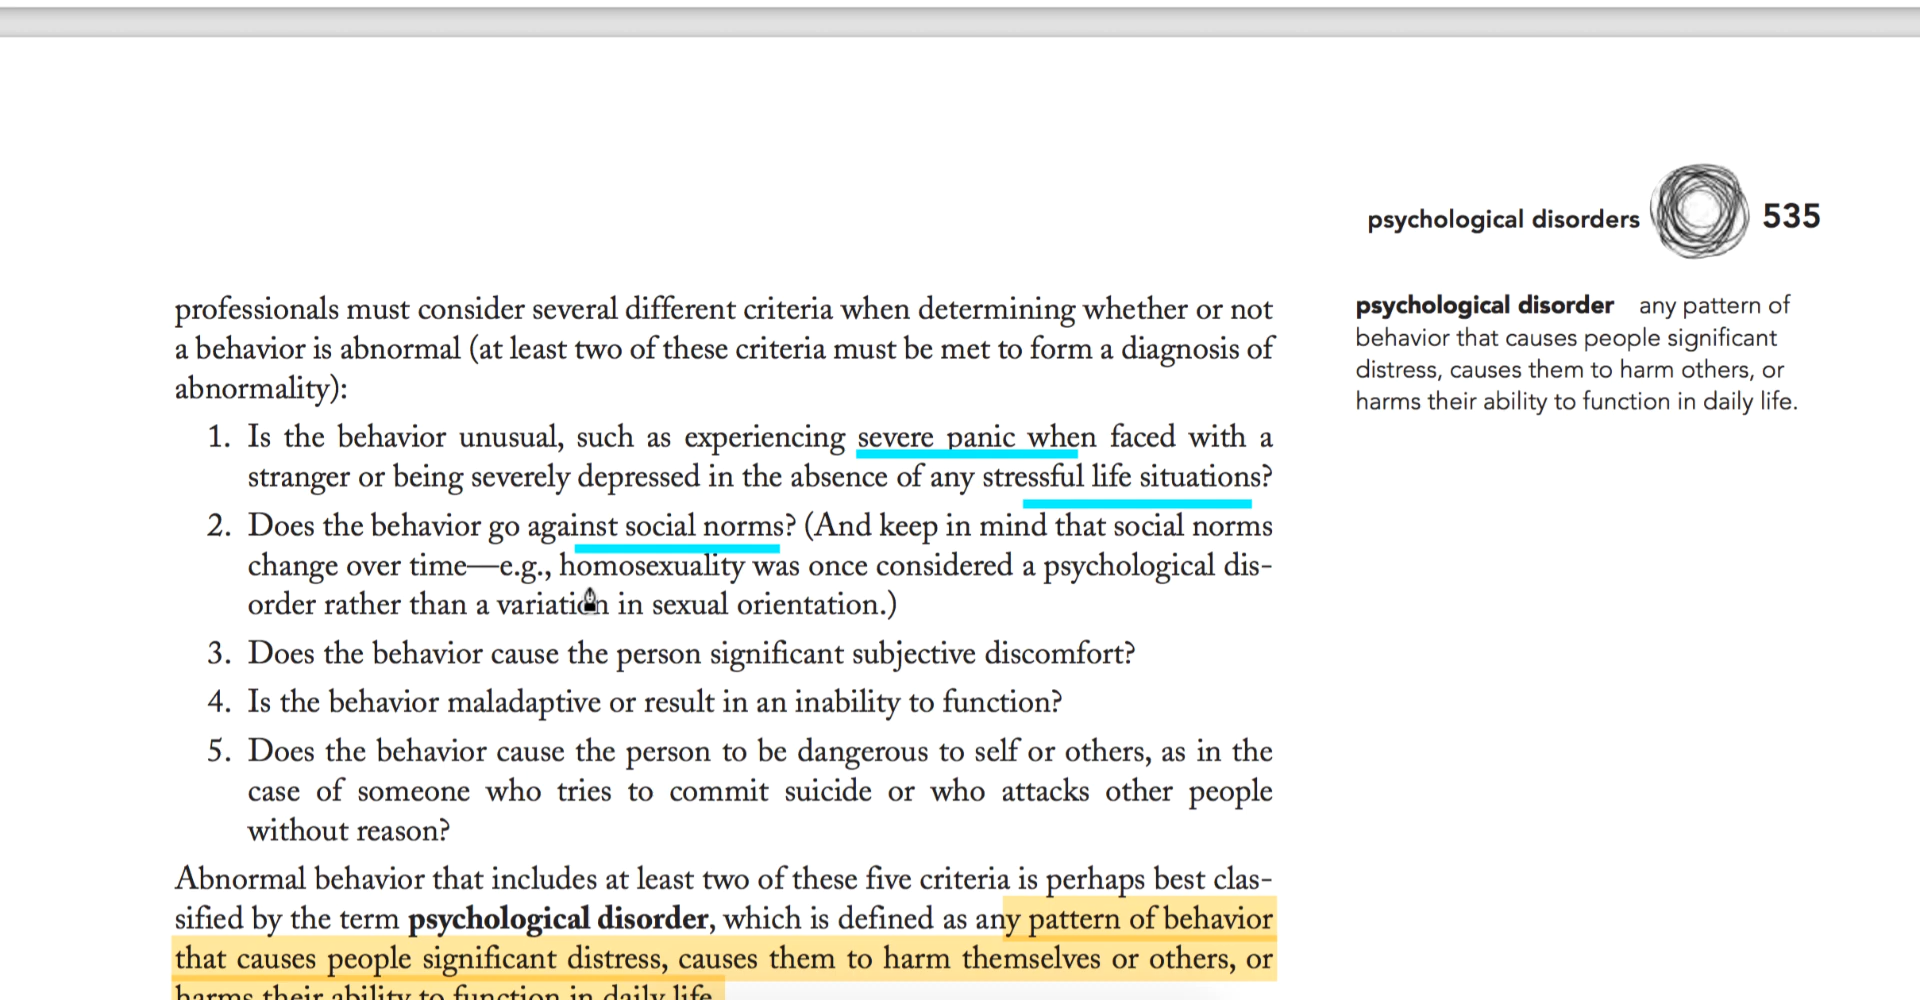 psychological disorders 535
professionals must consider several different criteria when determining whether or not
a behavior is abnormal (at least two of these criteria must be met to form a diagnosis of
abnormality):
1. Is the behavior unusual, such as experiencing severe panic when faced with a
stranger or being severely depressed in the absence of any stressful life situations?
2. Does the behavior go against social norms? (And keep in mind that social norms
change over time—e.g., homosexuality was once considered a psychological dis-
order rather than a variation in sexual orientation.)
3. Does the behavior cause the person significant subjective discomfort?
4. Is the behavior maladaptive or result in an inability to function?
5. Does the behavior cause the person to be dangerous to self or others, as in the
case of someone who tries to commit suicide or who attacks other people
without reason?
Abnormal behavior that includes at least two of these five criteria is perhaps best clas-
sified by the term psychological disorder, which is defined as any pattern of behavior
that causes people significant distress, causes them to harm themselves or others, or
harms their ability to function in daily life.
psychological disorder any pattern of
behavior that causes people significant
distress, causes them to harm others, or
harms their ability to function in daily life.